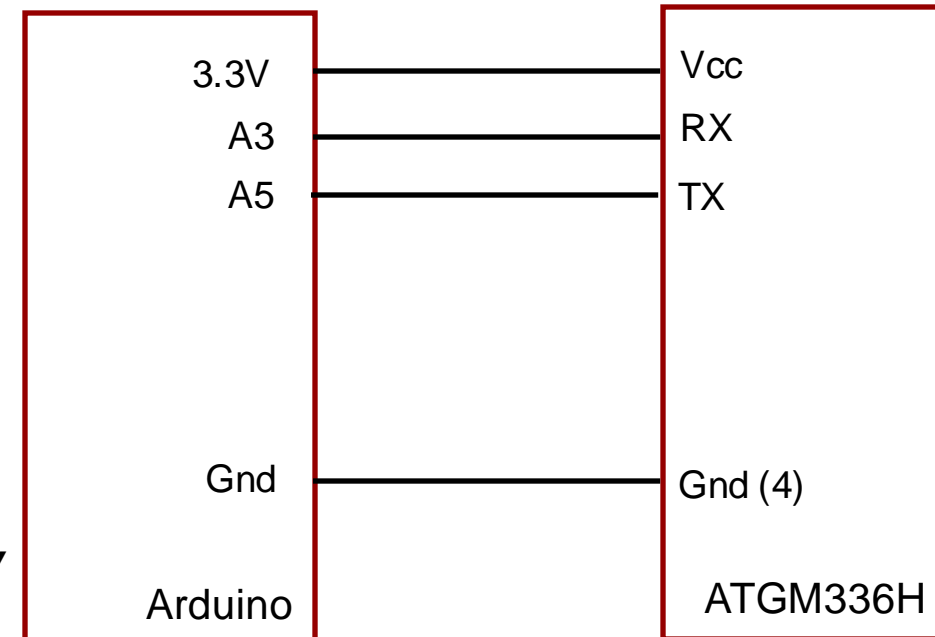 3.3V
Vcc
A3
RX
A5
TX
Gnd
Gnd (4)
Arduino
ATGM336H